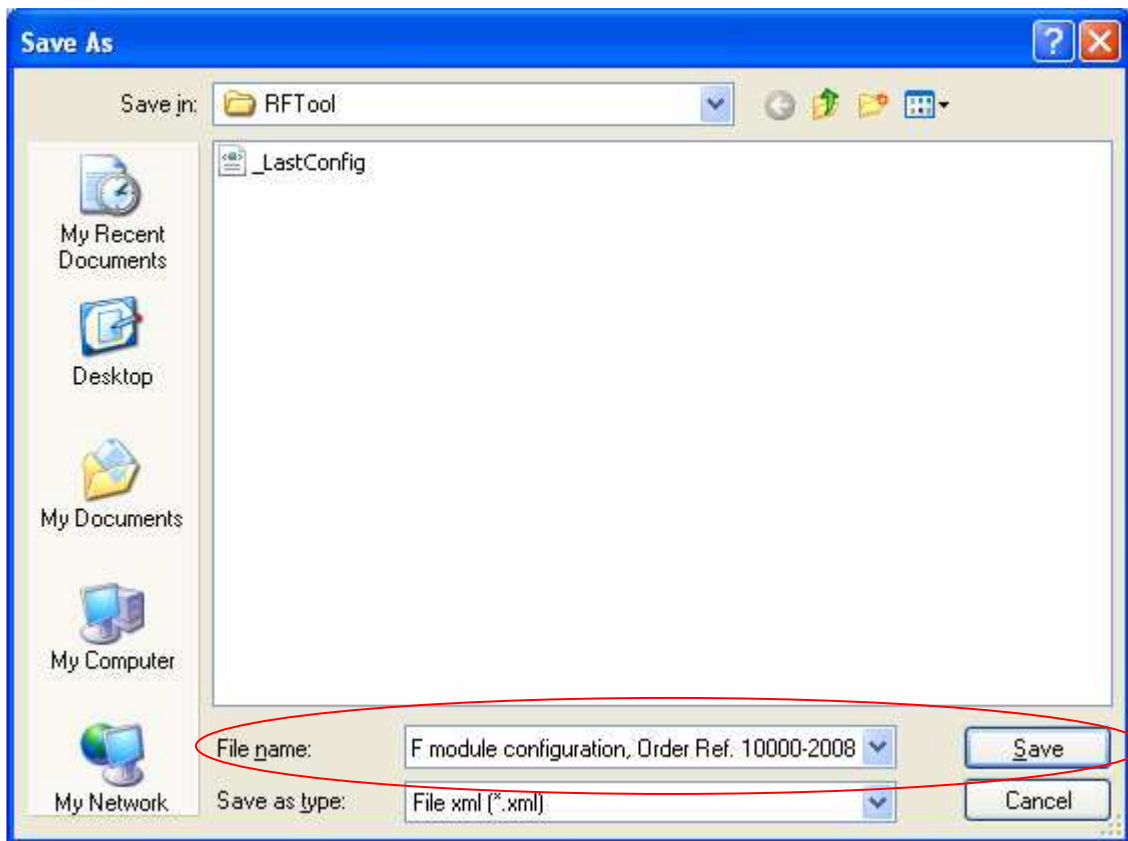 Save As
Save in:
RFTool
_LastConfig
My Recent
Documents
Desktop
My Documents
My Computer
My Network
File name:
F module configuration, Order Ref. 10000-2008
Save
Save as type:
File xml (*.xml)
Cancel